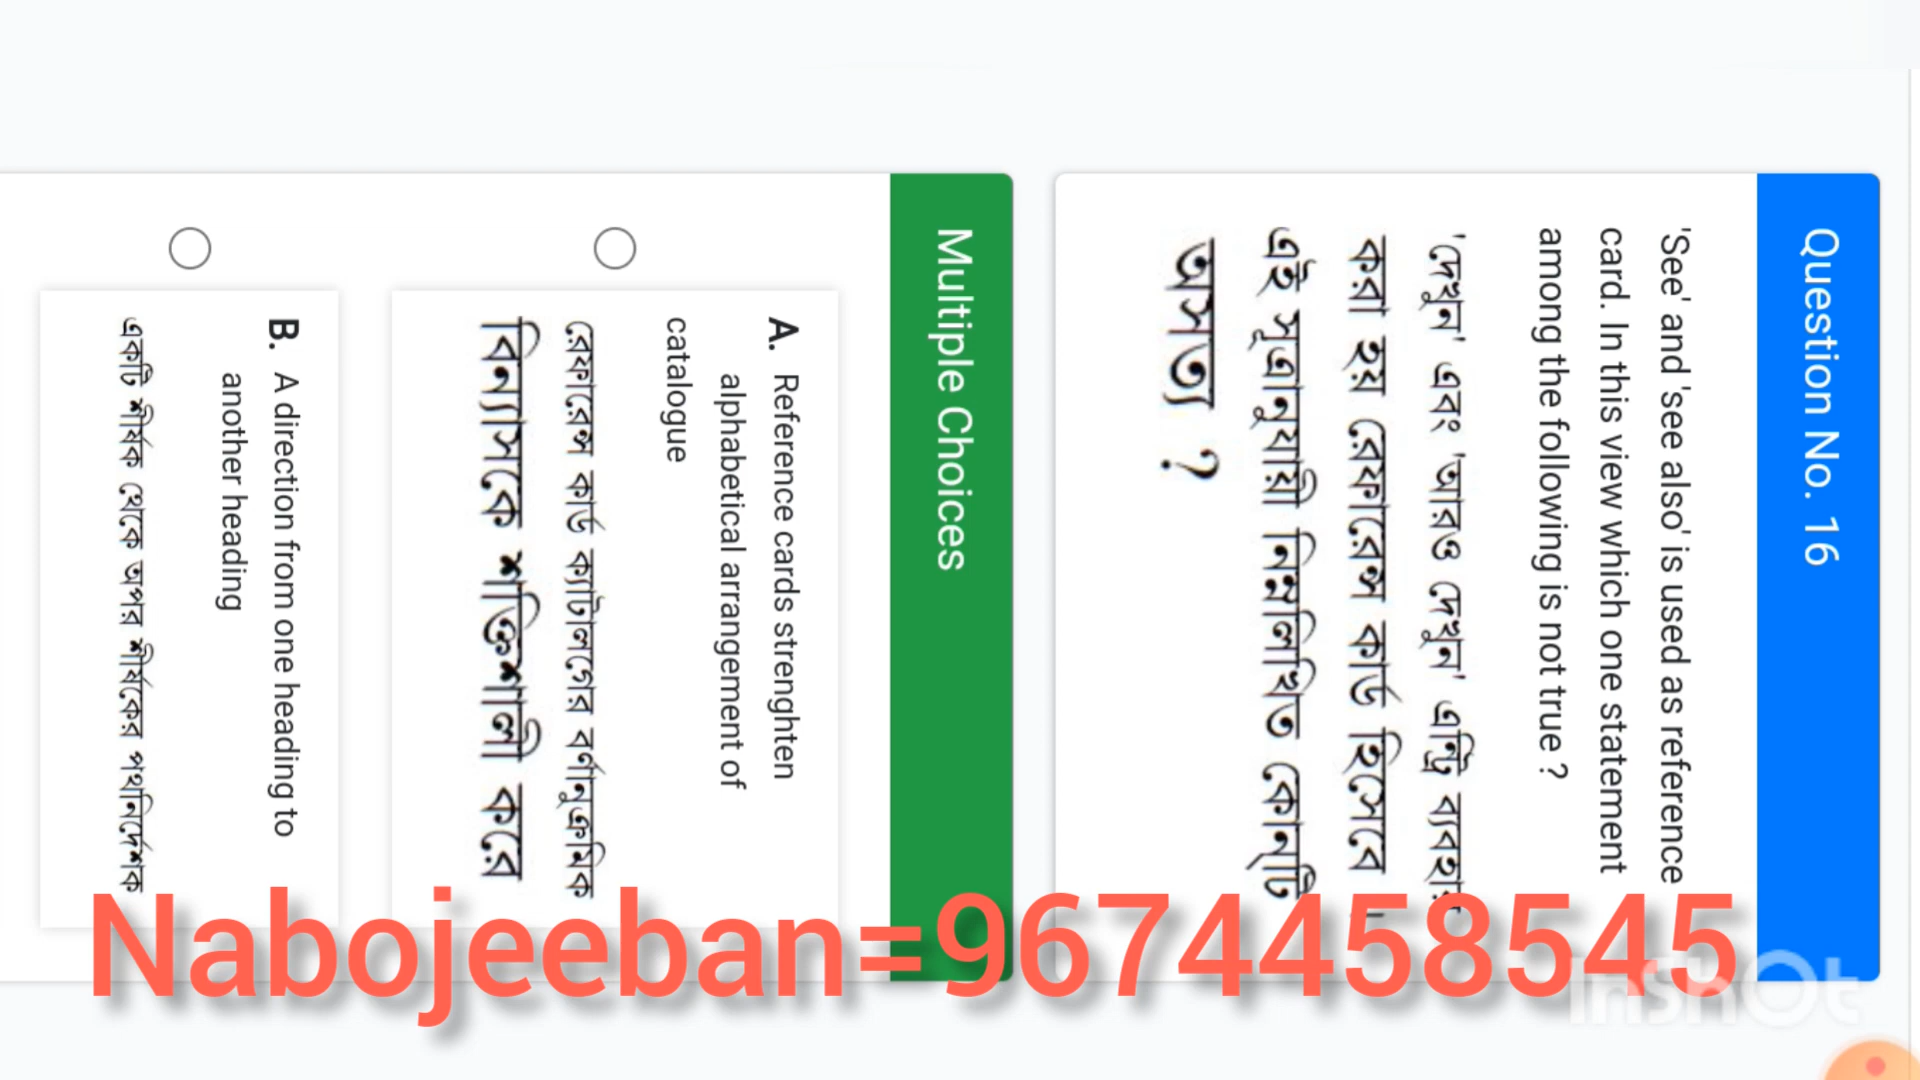 Question No. 16
'See' and 'see also' is used as reference
card. In this view which one statement
among the following is not true ?
'দেখুন' এবং 'আরও দেখুন' এন্ট্রি ব্যবহার
করা হয় রেফারেন্স কার্ড হিসেবে
এই সূত্রানুযায়ী নিম্নলিখিত কোন্‌টি
অসত্য ?
Multiple Choices
A. Reference cards strenghten
alphabetical arrangement of
catalogue
রেফারেন্স কার্ড ক্যাটালগের বর্ণানুক্রমিক
বিন্যাসকে শক্তিশালী করে
B. A direction from one heading to
another heading
একটি শীর্ষক থেকে অপর শীর্ষকের পথনির্দেশক
Nabojeeban=9674458545
InShOt